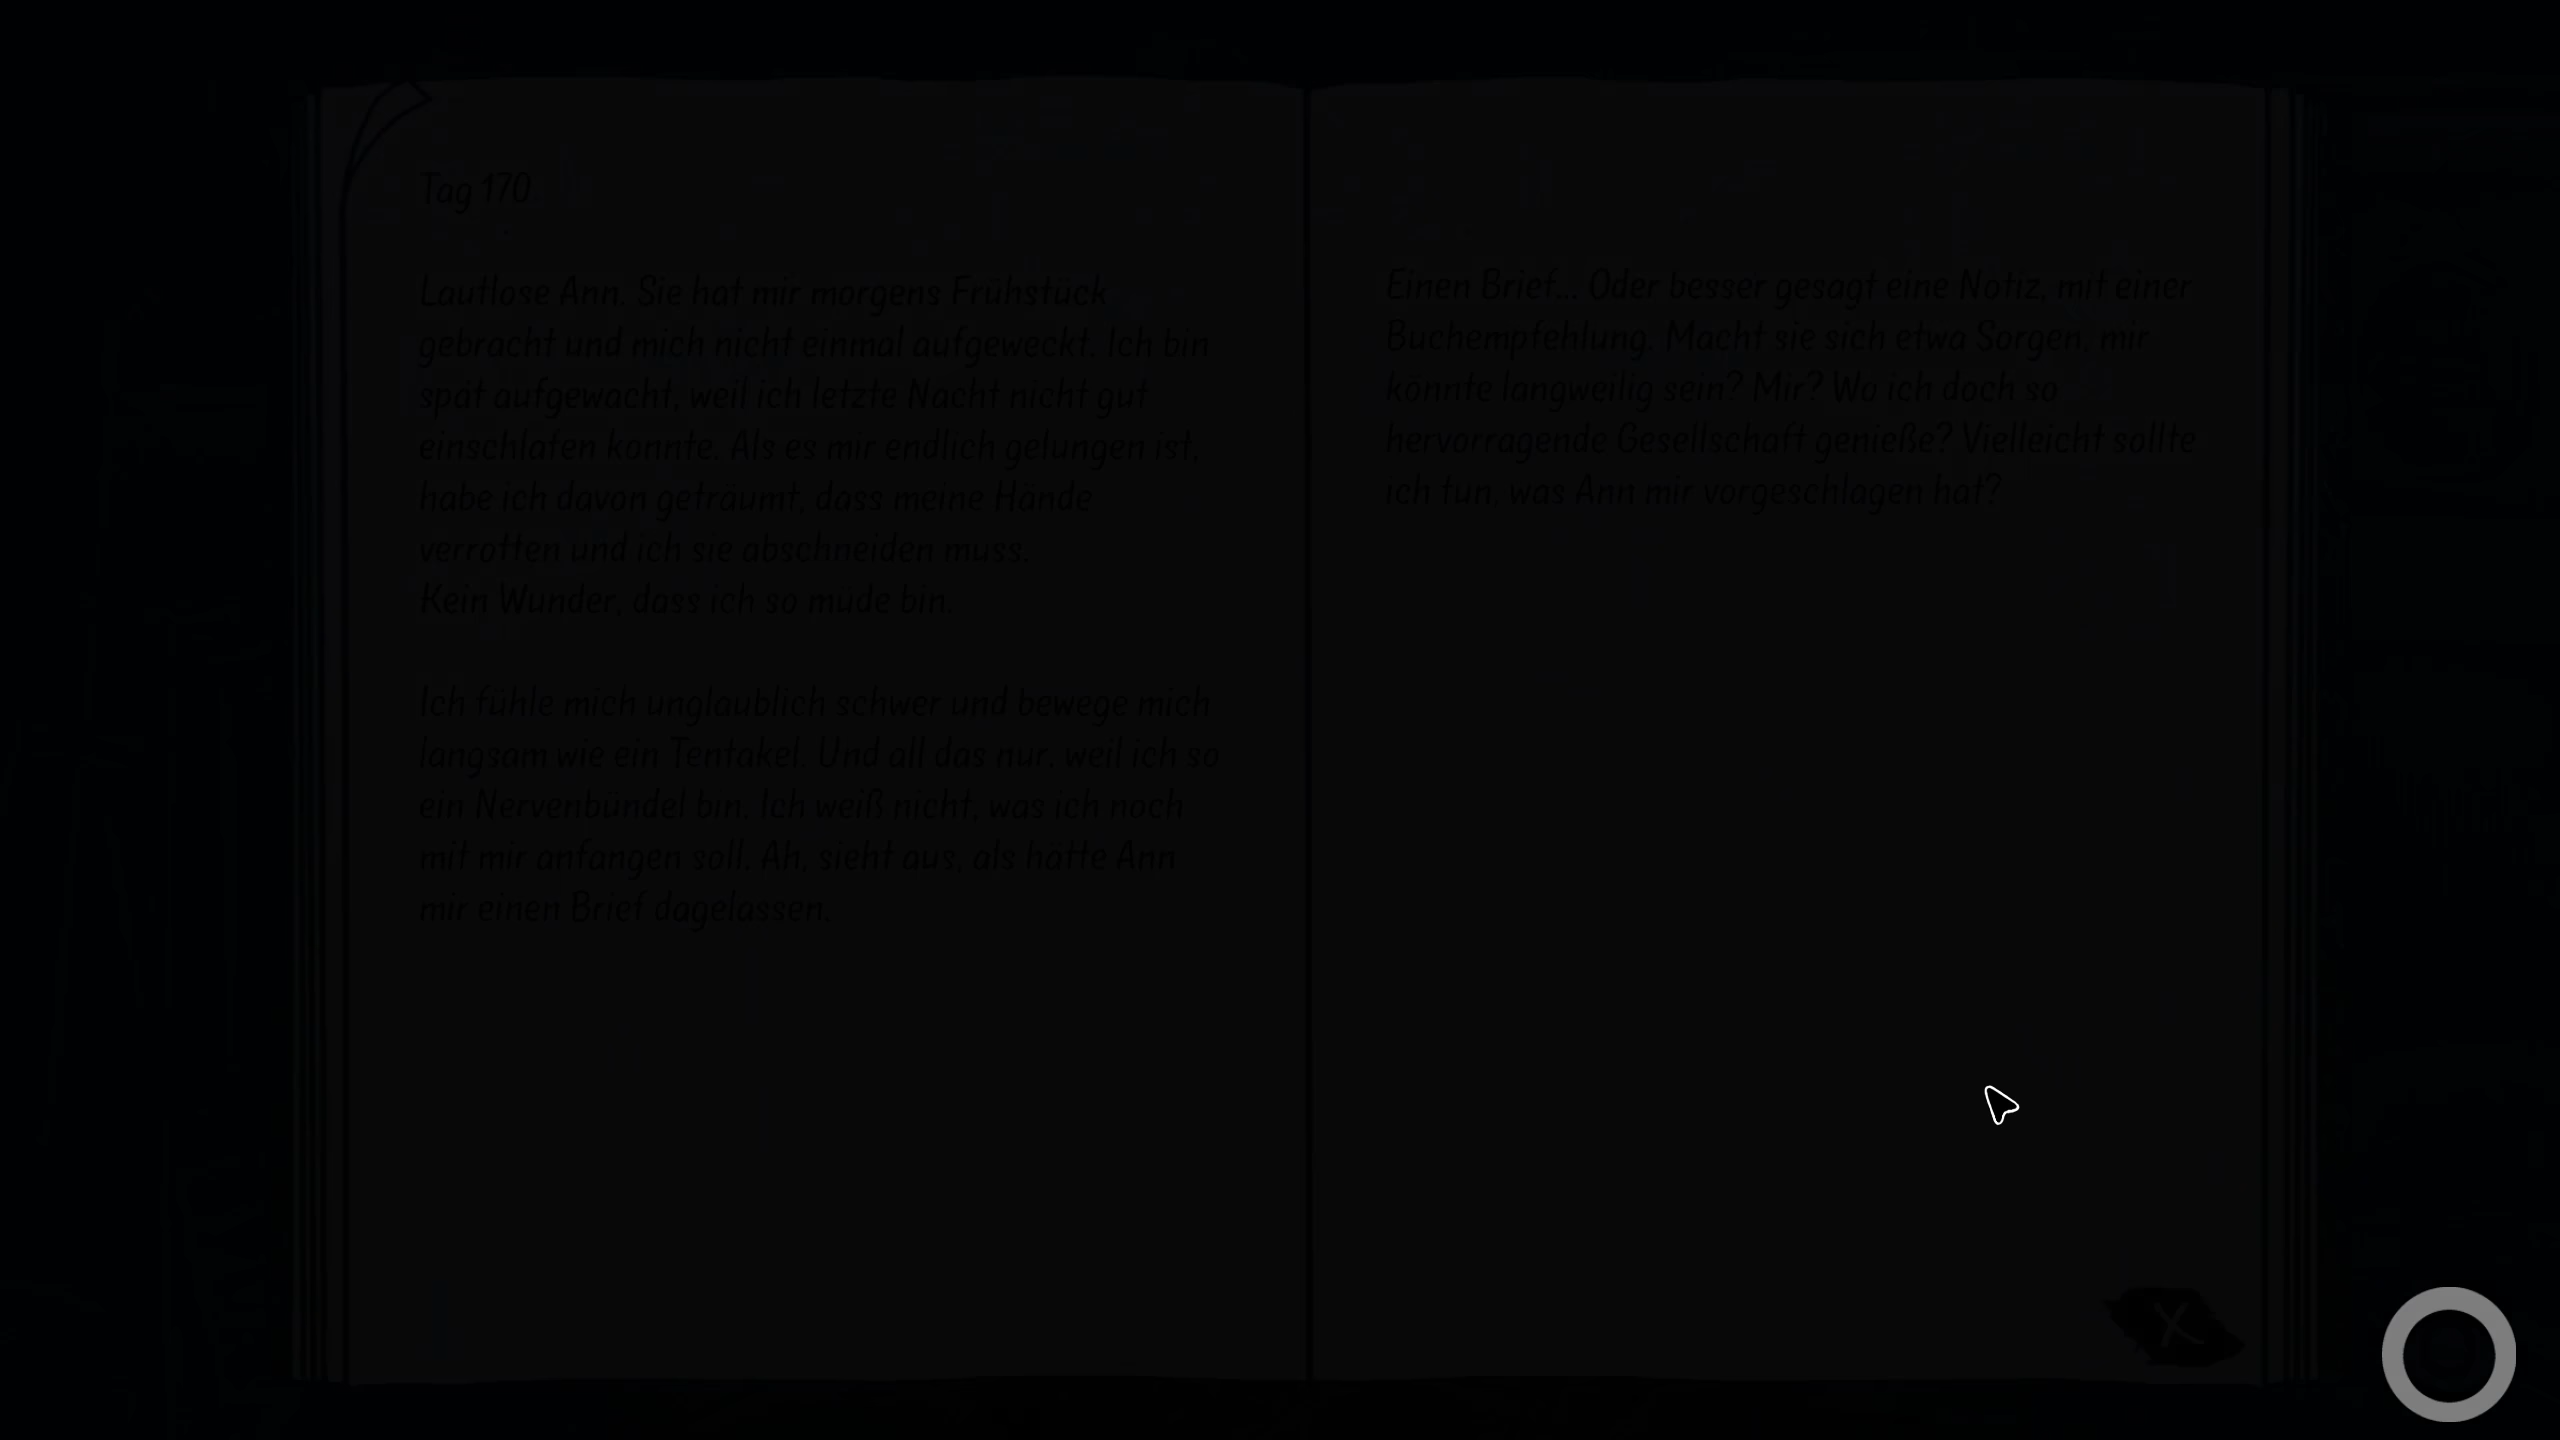 Tag 170.
Lautlose Ann. Sie hat mir morgens Frühstück
gebracht und mich nicht einmal aufgeweckt. Ich bin
spät aufgewacht, weil ich letzte Nacht nicht gut
einschlafen konnte. Als es mir endlich gelungen ist,
habe ich davon geträumt, dass meine Hände
verrotten und ich sie abschneiden muss.
Kein Wunder, dass ich so müde bin.
Ich fühle mich unglaublich schwer und bewege mich
langsam wie ein Tentakel. Und all das nur, weil ich so
ein Nervenbündel bin. Ich weiß nicht, was ich noch
mit mir anfangen soll. Ah, sieht aus, als hätte Ann
mir einen Brief dagelassen.
Einen Brief... Oder besser gesagt eine Notiz, mit einer
Buchempfehlung. Macht sie sich etwa Sorgen, mir
könnte langweilig sein? Mir? Wo ich doch so
hervorragende Gesellschaft genieße? Vielleicht sollte
ich tun, was Ann mir vorgeschlagen hat?
X